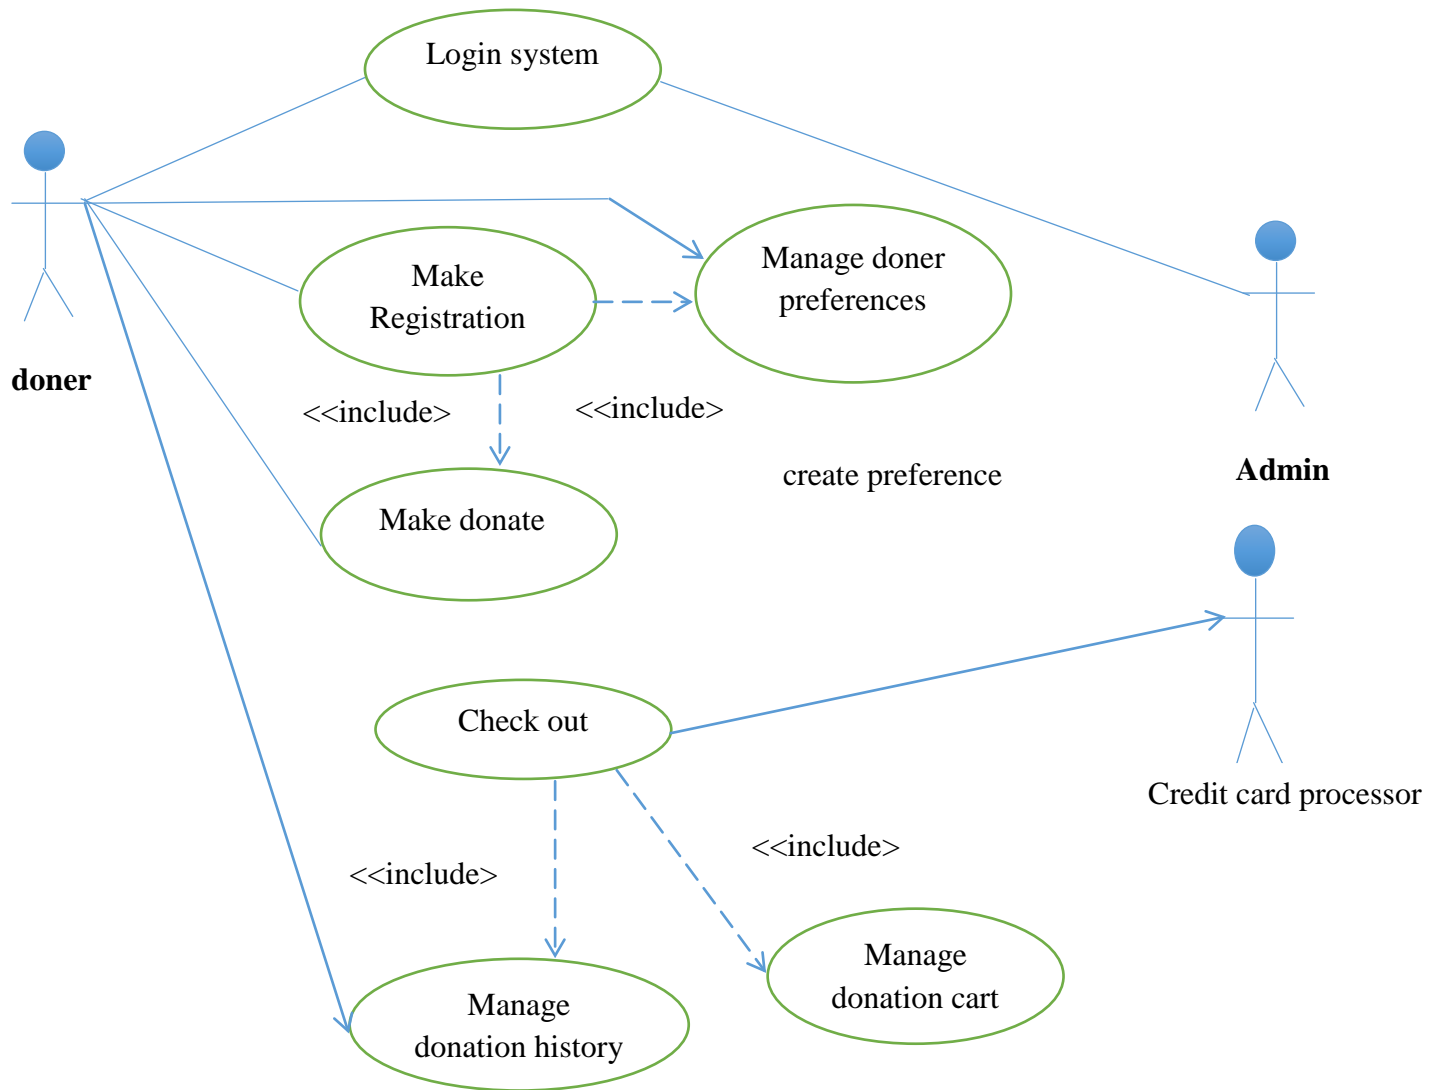 Login system
Manage doner
preferences
Make
Registration
doner
<<include>
<<include>
create preference
Admin
Make donate
Check out
Credit card processor
<<include>
<<include>
Manage
donation cart
Manage
donation history